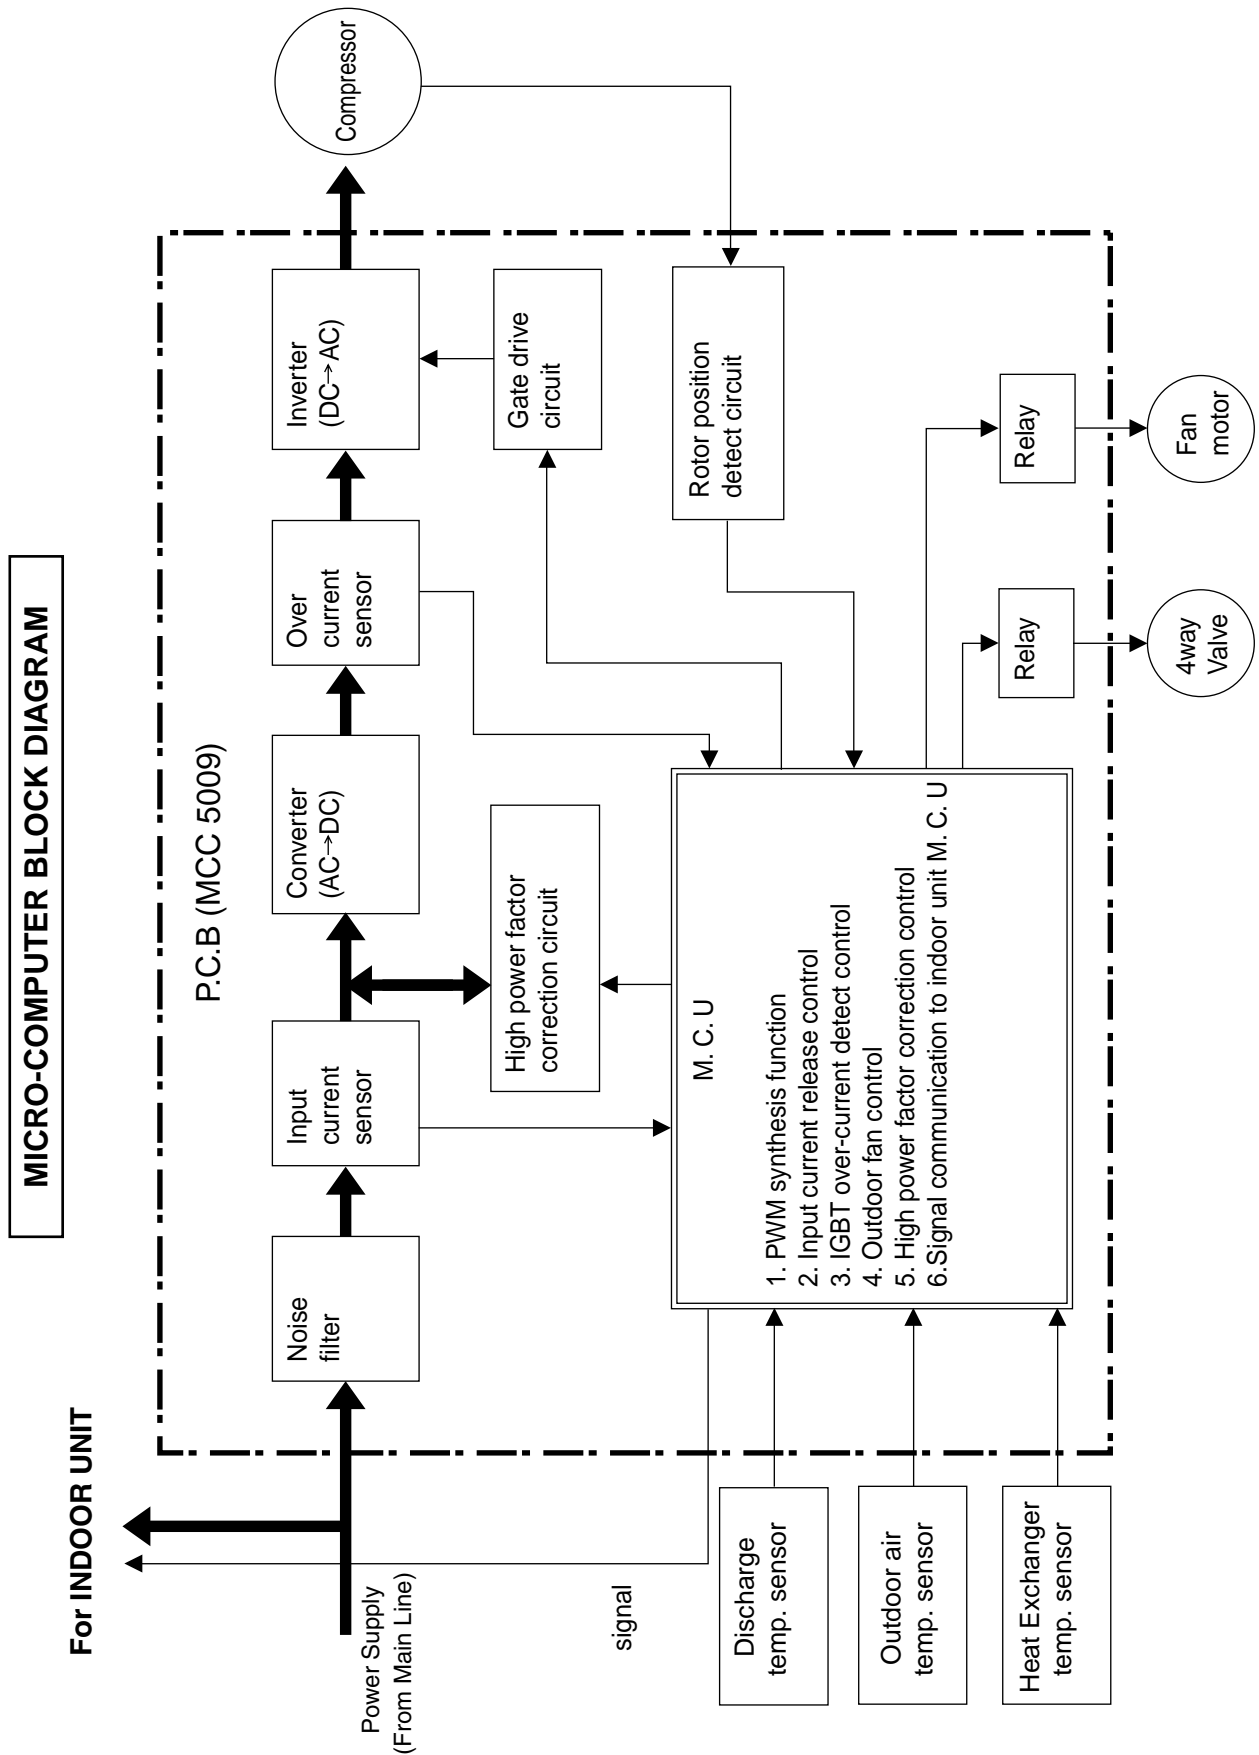 MICRO-COMPUTER BLOCK DIAGRAM
For INDOOR UNIT
P.C.B (MCC 5009)
Power Supply
(From Main Line)
Noise
filter
Input
current
sensor
Converter
(AC→DC)
Over
current
sensor
Inverter
(DC→AC)
Compressor
High power factor
correction circuit
Gate drive
circuit
signal
Rotor position
detect circuit
M. C. U
1. PWM synthesis function
2. Input current release control
3. IGBT over-current detect control
4. Outdoor fan control
5. High power factor correction control
6.Signal communication to indoor unit M. C. U
Discharge
temp. sensor
Outdoor air
temp. sensor
Heat Exchanger
temp. sensor
Relay
Relay
4way
Valve
Fan
motor